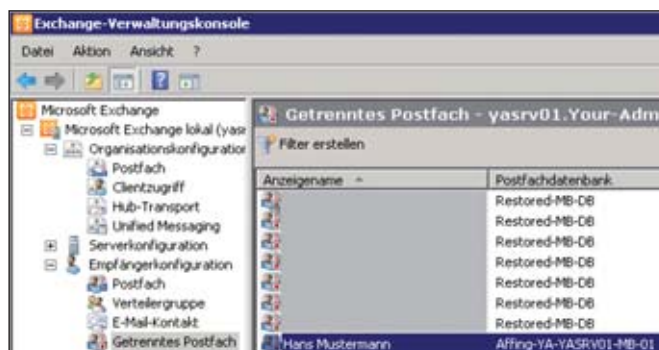 Exchange-Verwaltungskonsole
Datei Aktion Ansicht ?
Microsoft Exchange
Microsoft Exchange lokal (yasr
Organisationskonfiguration
Postfach
Clientzugriff
Hub-Transport
Unified Messaging
Serverkonfiguration
Empfängerkonfiguration
Postfach
Verteilergruppe
E-Mail-Kontakt
Getrenntes Postfach
Getrenntes Postfach - yasrv01.Your-Adm
Filter erstellen
Anzeigename Postfachdatenbank
Restored-MB-DB
Restored-MB-DB
Restored-MB-DB
Restored-MB-DB
Restored-MB-DB
Restored-MB-DB
Restored-MB-DB
Hans Mustermann Affing-YA-YASRV01-MB-01